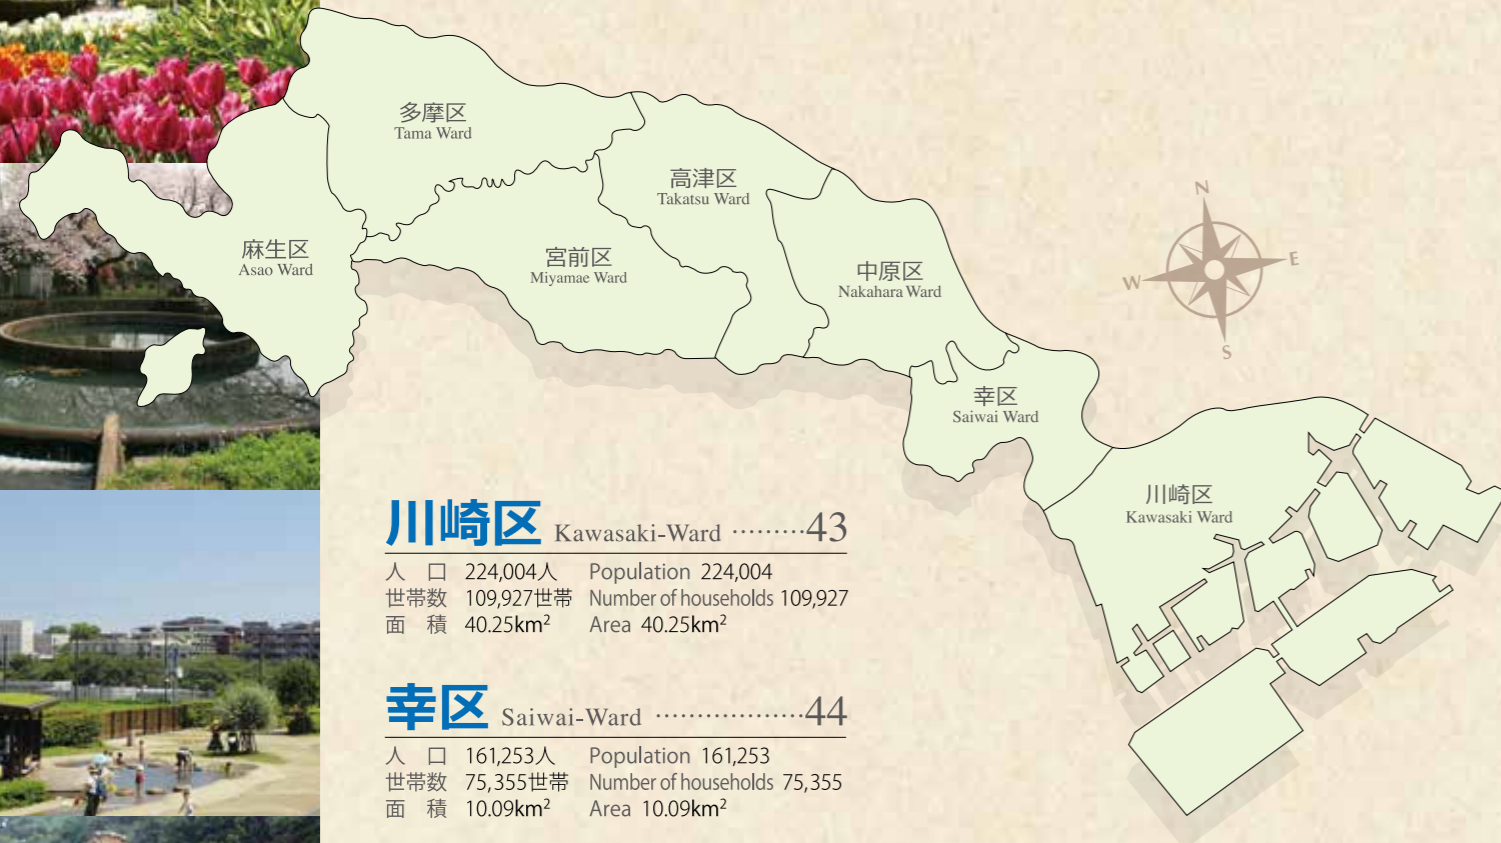 多摩区
Tama Ward
高津区
Takatsu Ward
麻生区
Asao Ward
宮前区
Miyamae Ward
中原区
Nakahara Ward
幸区
Saiwai Ward
川崎区
Kawasaki Ward
N
E
W
S
川崎区 Kawasaki-Ward ·········43
人 口 224,004人 Population 224,004
世帯数 109,927世帯 Number of households 109,927
面 積 40.25km² Area 40.25km²
幸区 Saiwai-Ward ··················44
人 口 161,253人 Population 161,253
世帯数 75,355世帯 Number of households 75,355
面 積 10.09km² Area 10.09km²